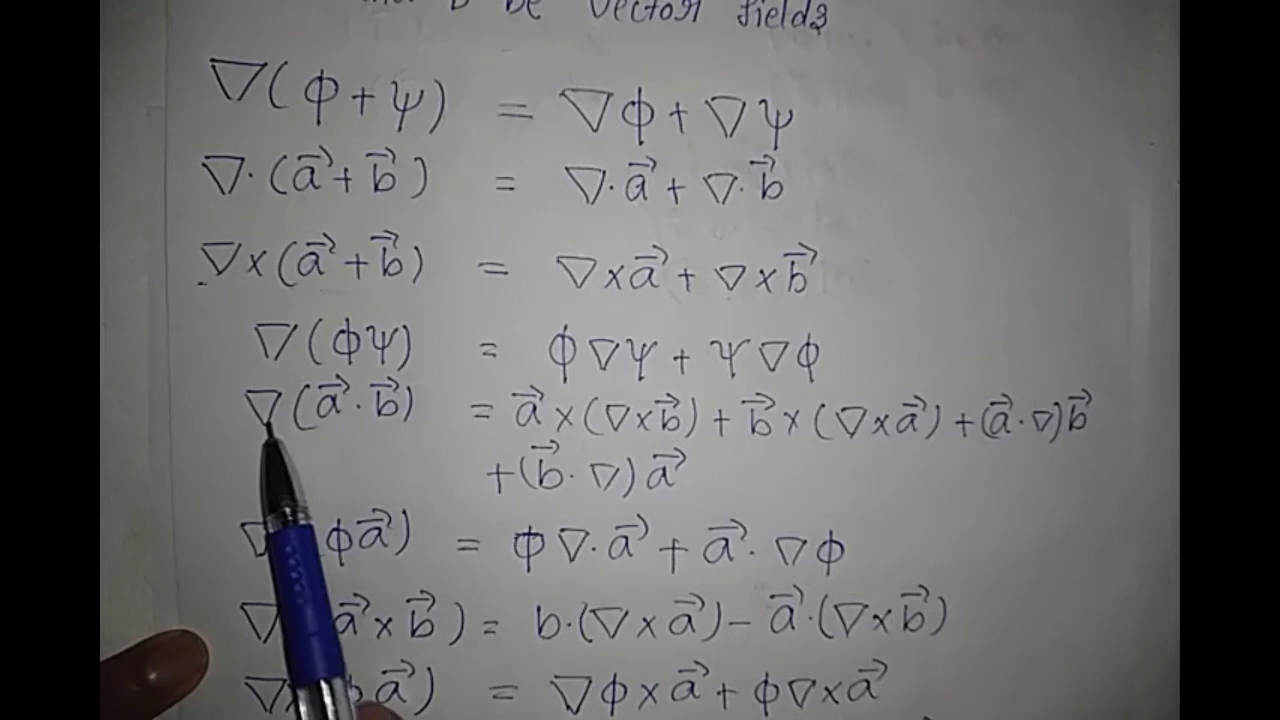 be vector fields
∇(ϕ+ψ) = ∇ϕ+∇ψ
∇·(a⃗+b⃗) = ∇·a⃗+∇·b⃗
∇×(a⃗+b⃗) = ∇×a⃗+∇×b⃗
∇(ϕψ) = ϕ∇ψ+ψ∇ϕ
∇(a⃗·b⃗) = a⃗×(∇×b⃗)+b⃗×(∇×a⃗)+(a⃗·∇)b⃗
+(b⃗·∇)a⃗
ϕa⃗) = ϕ∇·a⃗+a⃗·∇ϕ
a⃗×b⃗) = b·(∇×a⃗)-a⃗·(∇×b⃗)
a⃗) = ∇ϕ×a⃗+ϕ∇×a⃗